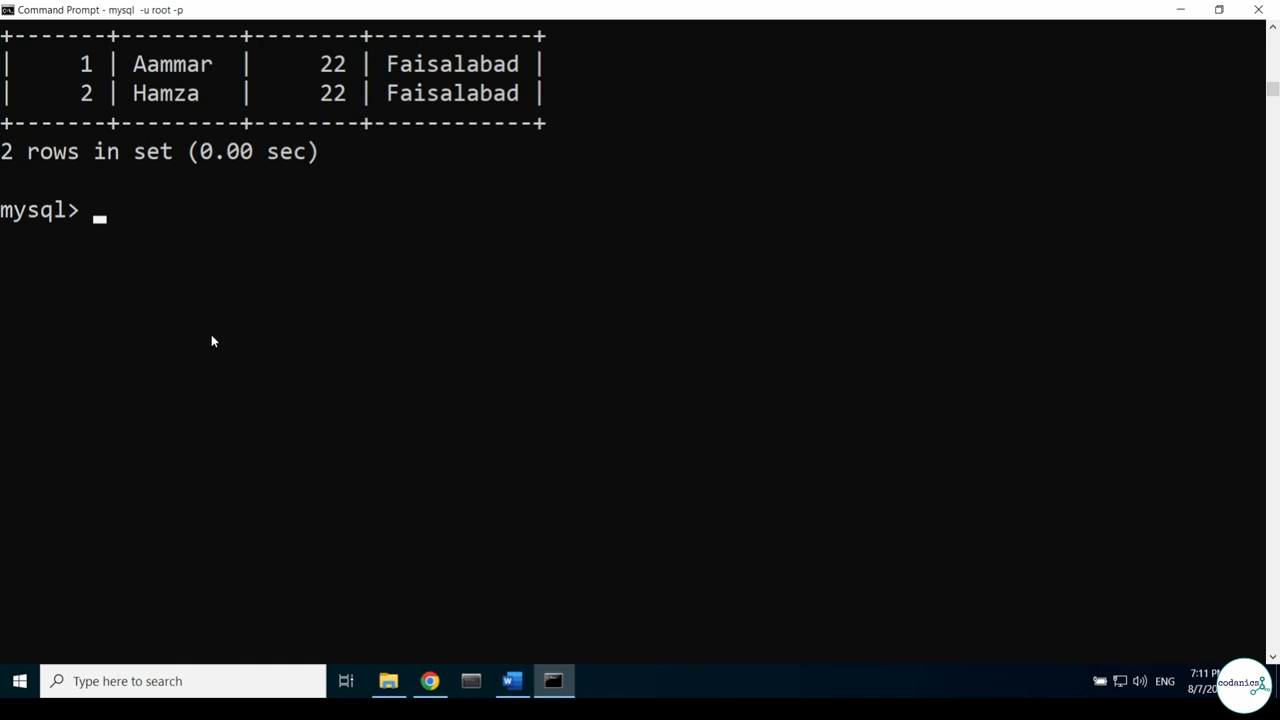 Command Prompt - mysql -u root -p
+-------+---------+--------+------------+
|     1 | Aammar  |     22 | Faisalabad |
|     2 | Hamza   |     22 | Faisalabad |
+-------+---------+--------+------------+
2 rows in set (0.00 sec)
mysql>
Type here to search
ENG
7:11
codanics